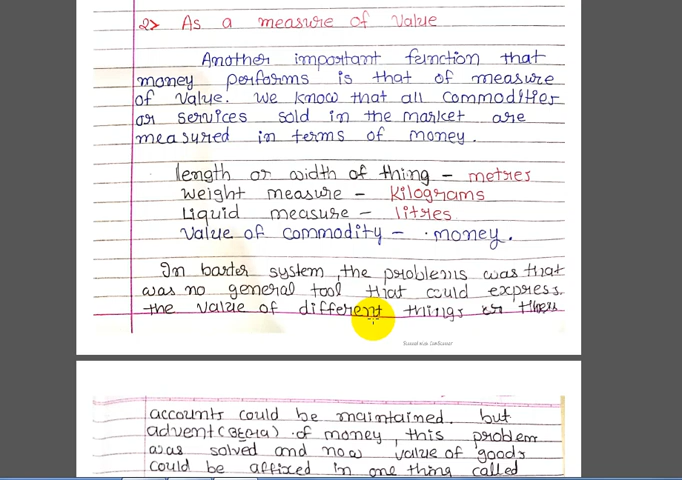 2> As a measure of Value
Another important function that
money performs is that of measure
of Value. We know that all commodities
or services sold in the market are
measured in terms of money.
length or width of thing - metres
Weight measure - Kilograms
Liquid measure - litres
Value of commodity - money.
In barter system, the problems was that
was no general tool that could express
the value of different things or their
accounts could be maintained. but
advent (उद्भव) of money, this problem
was solved and now value of goods
could be affixed in one thing called